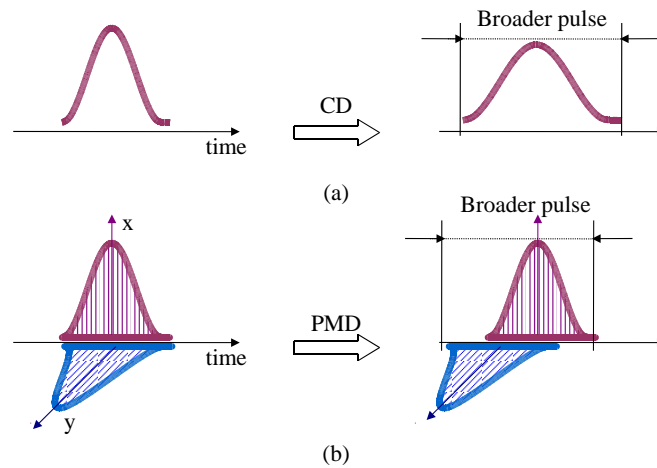 Broader pulse
CD
time
(a)
x
Broader pulse
PMD
time
y
(b)